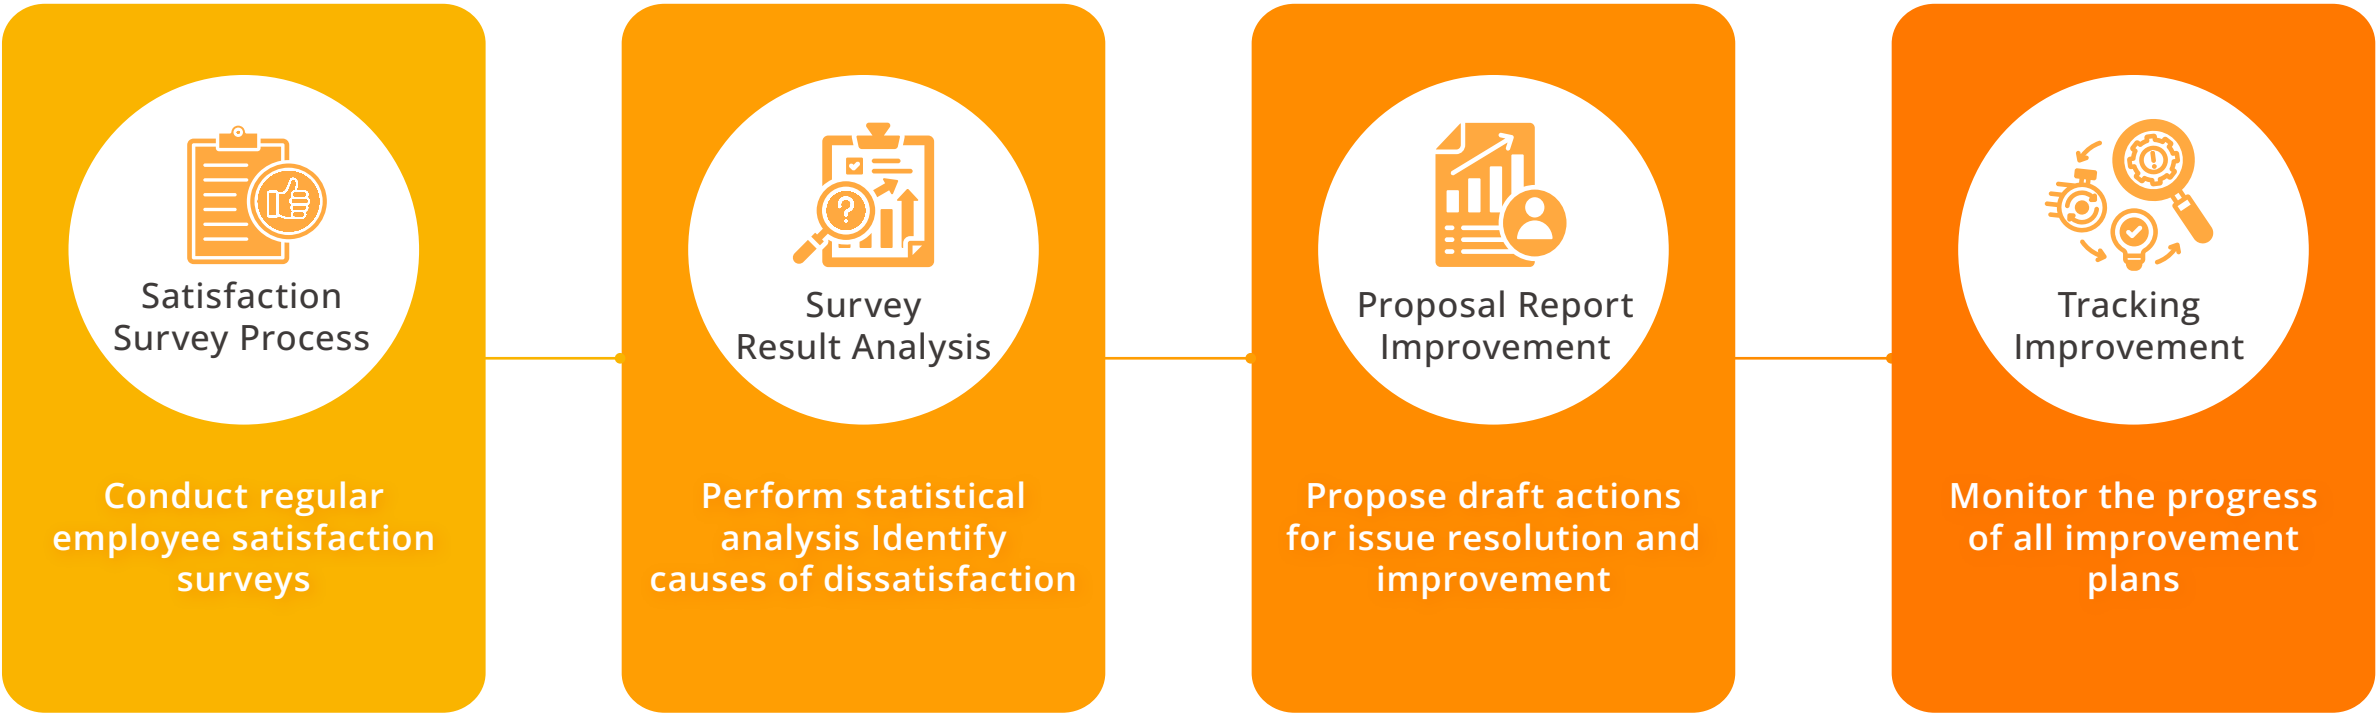 Satisfaction
Survey Process
Conduct regular
employee satisfaction
surveys
Survey
Result Analysis
Perform statistical
analysis Identify
causes of dissatisfaction
Proposal Report
Improvement
Propose draft actions
for issue resolution and
improvement
Tracking
Improvement
Monitor the progress
of all improvement
plans